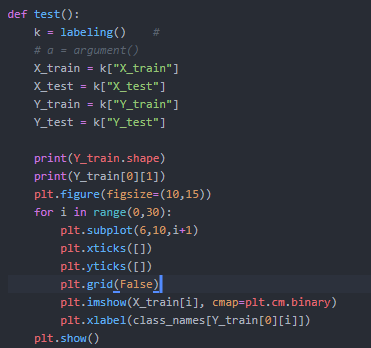 def test():
    k = labeling()    #
    # a = argument()
    X_train = k["X_train"]
    X_test = k["X_test"]
    Y_train = k["Y_train"]
    Y_test = k["Y_test"]
    print(Y_train.shape)
    print(Y_train[0][1])
    plt.figure(figsize=(10,15))
    for i in range(0,30):
        plt.subplot(6,10,i+1)
        plt.xticks([])
        plt.yticks([])
        plt.grid(False)
        plt.imshow(X_train[i], cmap=plt.cm.binary)
        plt.xlabel(class_names[Y_train[0][i]])
    plt.show()